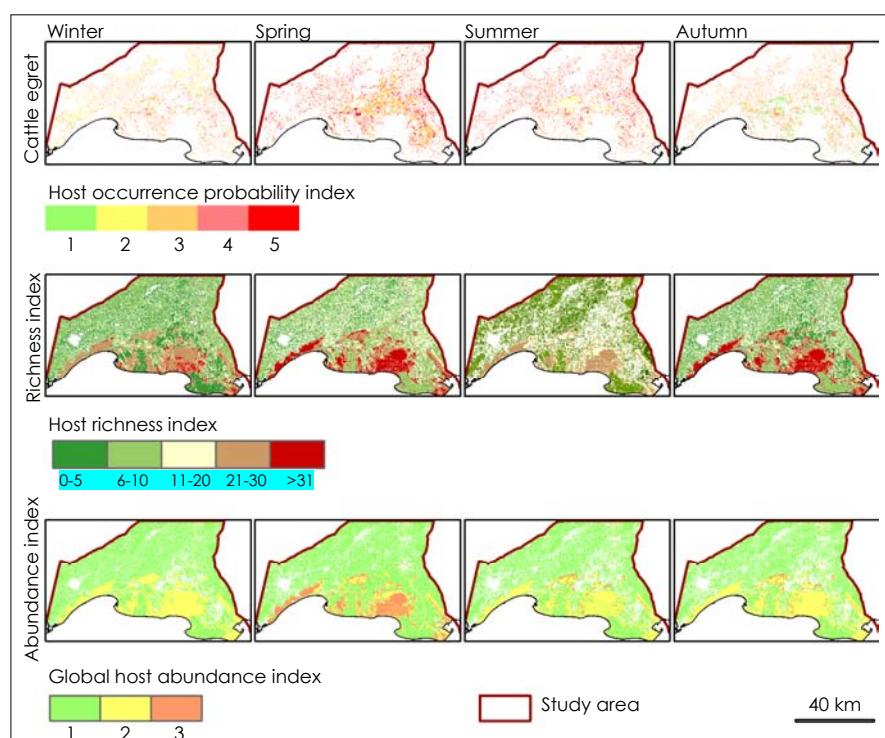 Winter Spring Summer Autumn
Cattle egret
Host occurrence probability index
1 2 3 4 5
Richness index
Host richness index
0-5 6-10 11-20 21-30 >31
Abundance index
Global host abundance index
1 2 3
Study area
40 km